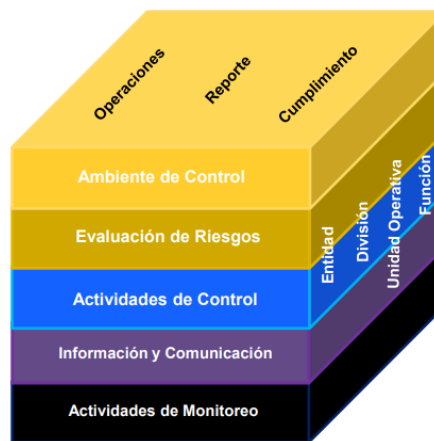 Operaciones
Reporte
Cumplimiento
Ambiente de Control
Evaluación de Riesgos
Actividades de Control
Información y Comunicación
Actividades de Monitoreo
Entidad
División
Unidad Operativa
Función